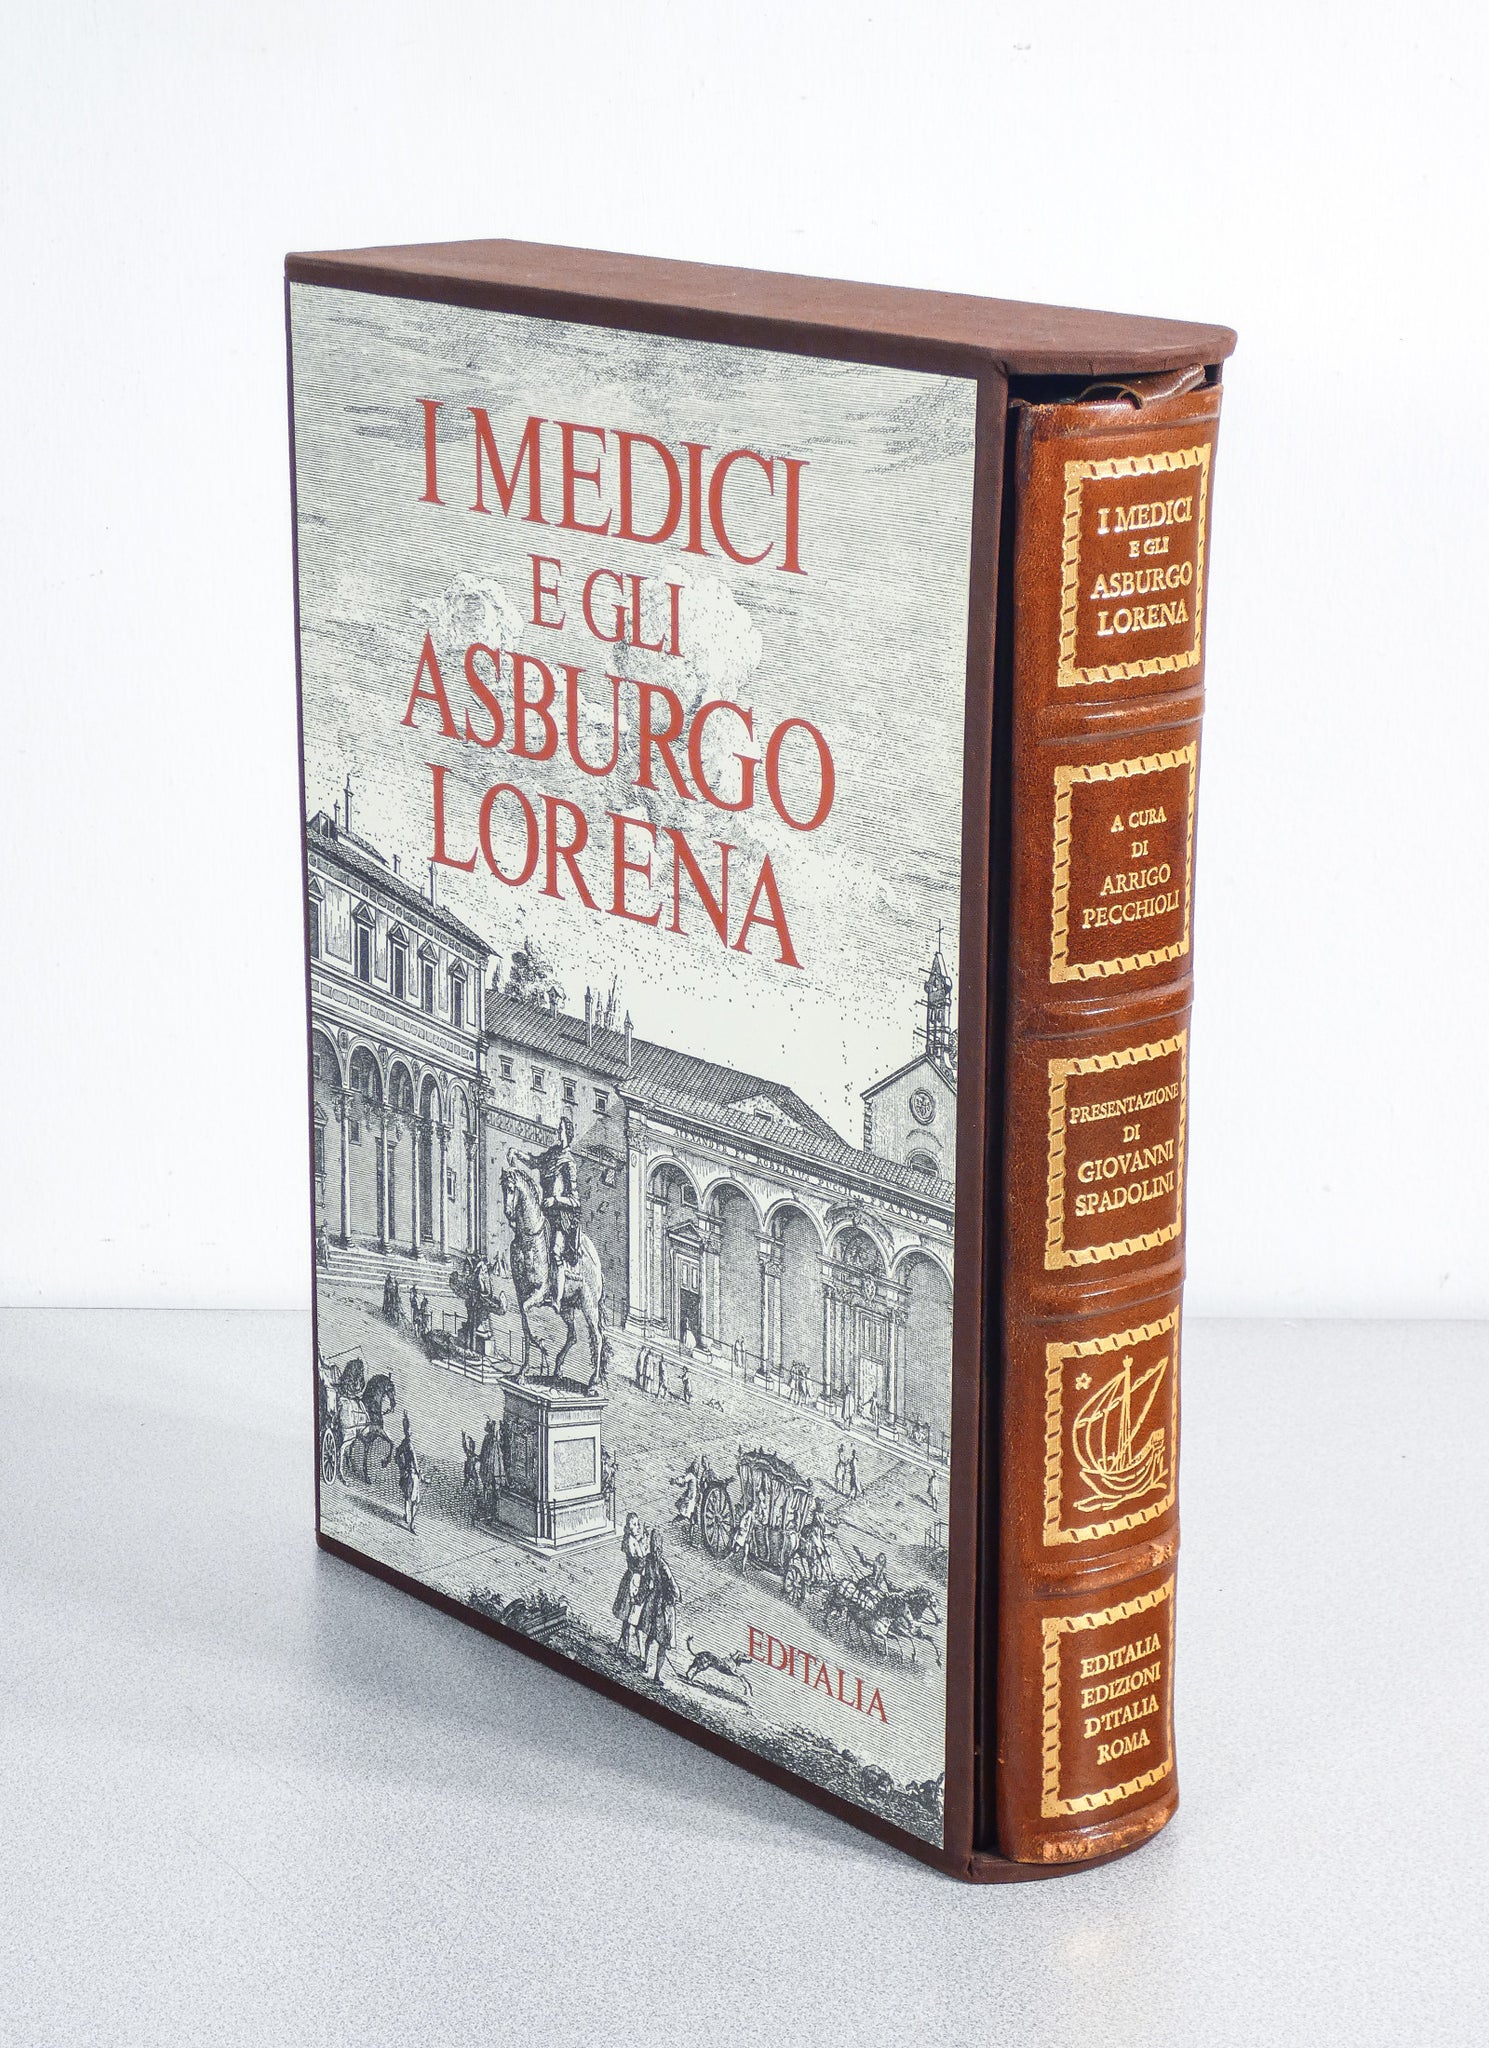 I MEDICI
E GLI
ASBURGO
LORENA
EDITALIA
I MEDICI
E GLI
ASBURGO
LORENA
A CURA
DI
ARRIGO
PECCHIOLI
PRESENTAZIONE
DI
GIOVANNI
SPADOLINI
EDITALIA
EDIZIONI
D'ITALIA
ROMA